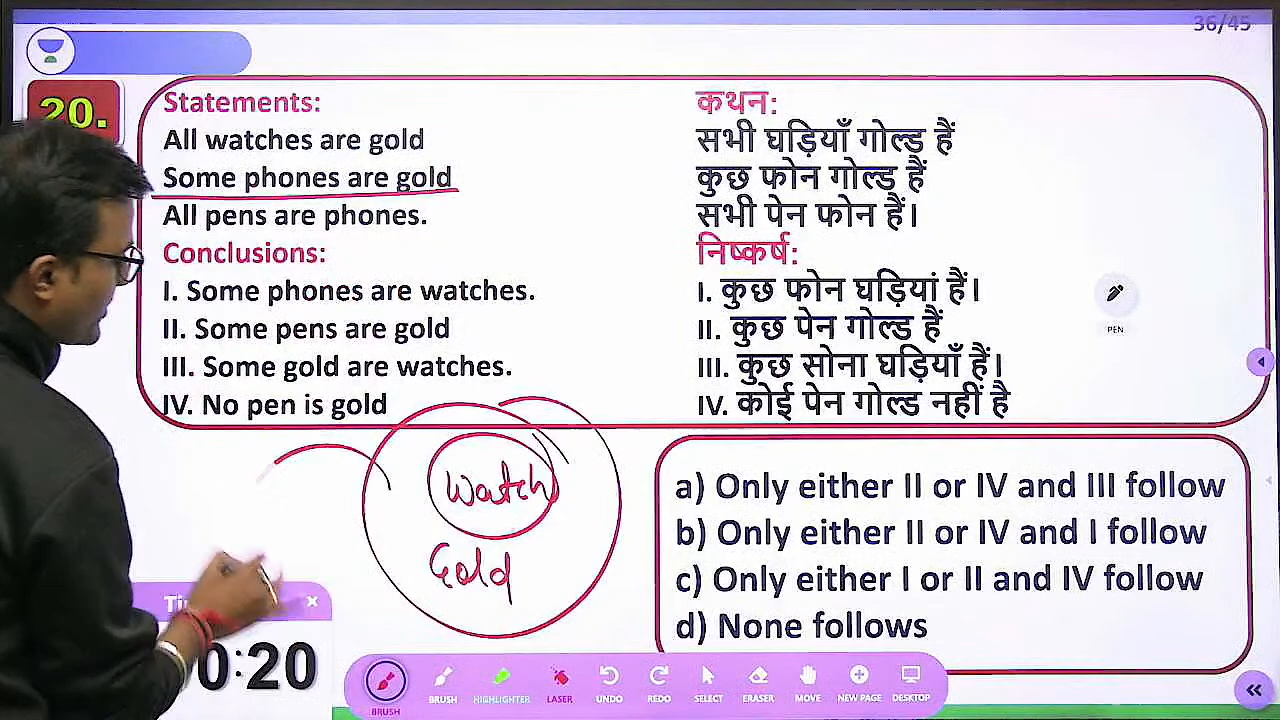 36/45
20.
Statements:
All watches are gold
Some phones are gold
All pens are phones.
Conclusions:
I. Some phones are watches.
II. Some pens are gold
III. Some gold are watches.
IV. No pen is gold
कथन:
सभी घड़ियाँ गोल्ड हैं
कुछ फोन गोल्ड हैं
सभी पेन फोन हैं।
निष्कर्ष:
I. कुछ फोन घड़ियां हैं।
II. कुछ पेन गोल्ड हैं
III. कुछ सोना घड़ियाँ हैं।
IV. कोई पेन गोल्ड नहीं है
PEN
Watch
Gold
a) Only either II or IV and III follow
b) Only either II or IV and I follow
c) Only either I or II and IV follow
d) None follows
0:20
BRUSH
BRUSH
HIGHLIGHTER
LASER
UNDO
REDO
SELECT
ERASER
MOVE
NEW PAGE
DESKTOP